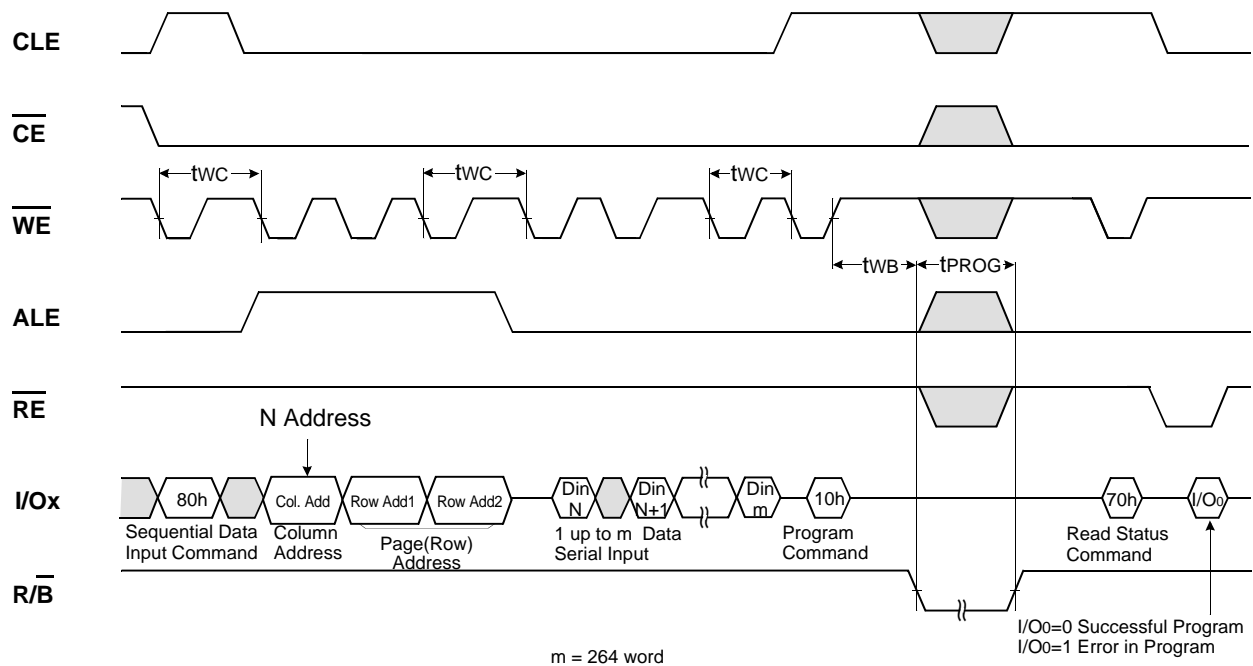 CLE
CE
tWC
tWC
tWC
WE
tWB
tPROG
ALE
RE
N Address
I/Ox
80h
Col. Add
Row Add1
Row Add2
Din N
Din N+1
Din m
10h
70h
I/O0
Sequential Data
Input Command
Column
Address
Page(Row)
Address
1 up to m Data
Serial Input
Program
Command
Read Status
Command
R/B
I/O0=0 Successful Program
I/O0=1 Error in Program
m = 264 word